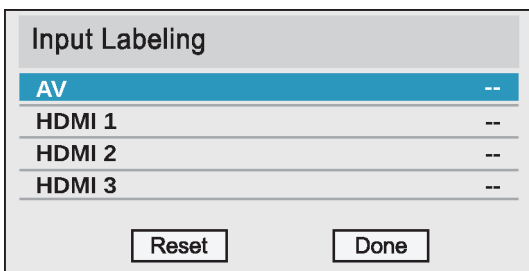 Input Labeling
AV --
HDMI 1 --
HDMI 2 --
HDMI 3 --
Reset Done